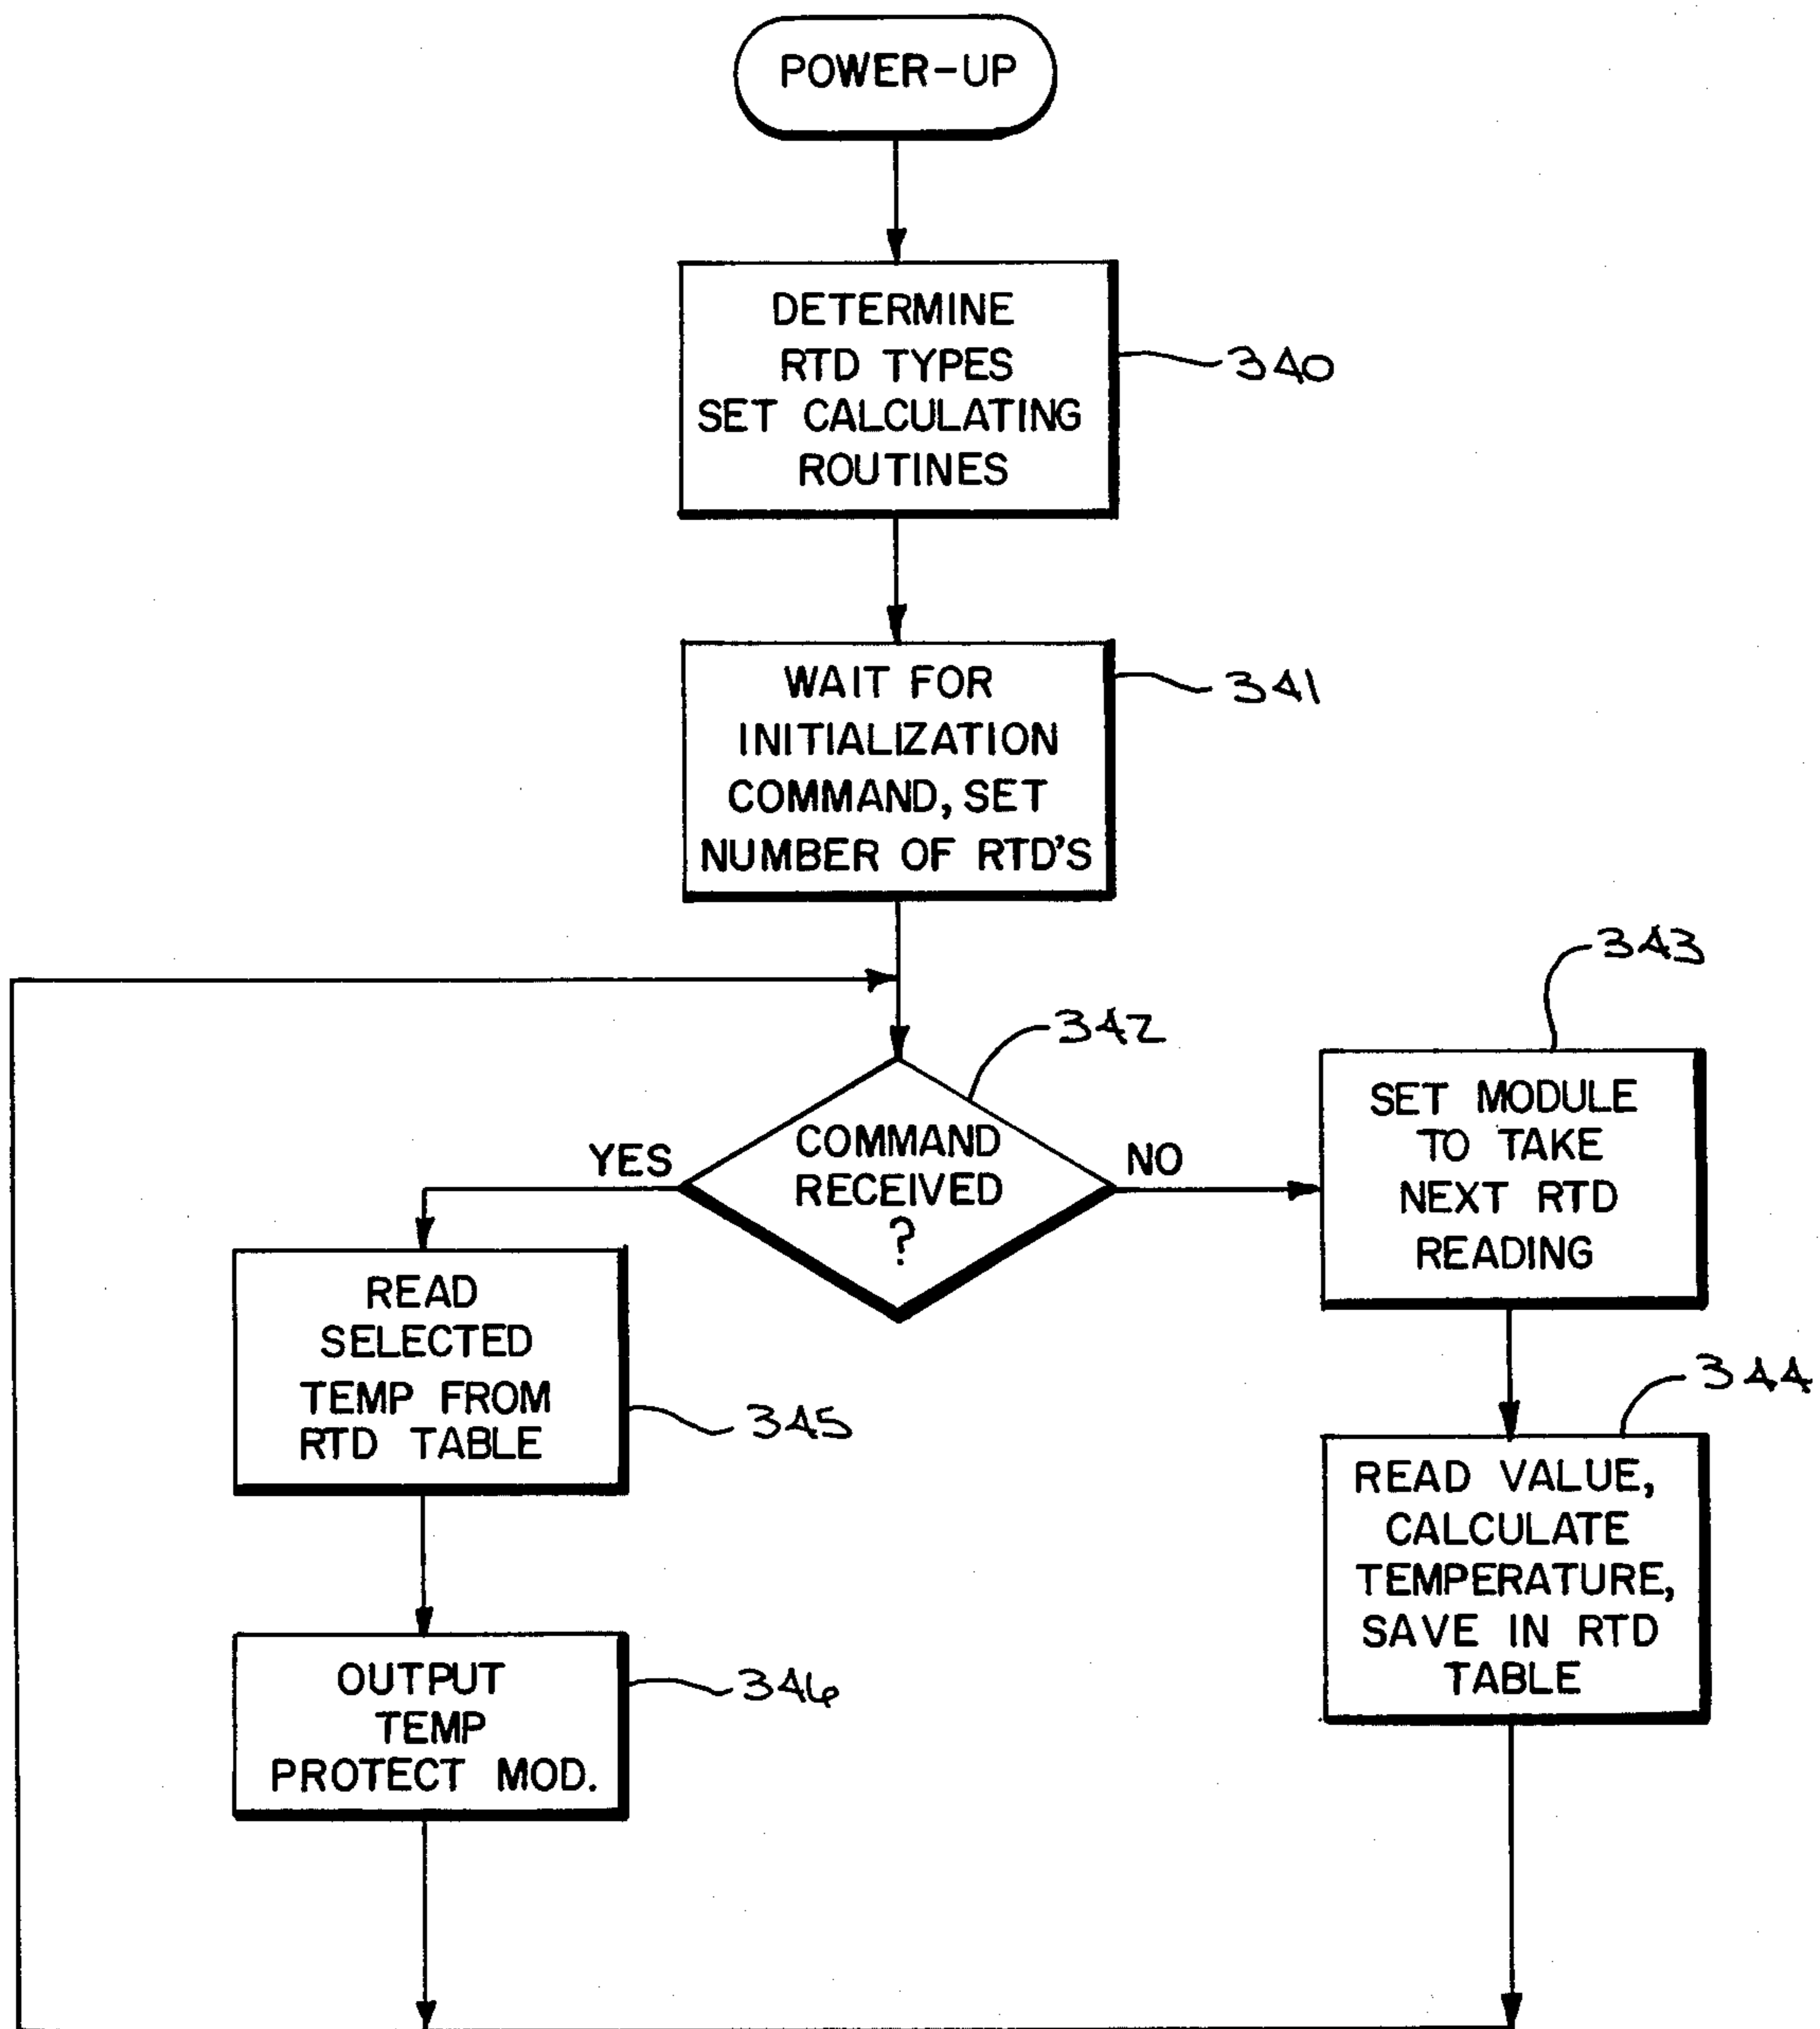 POWER-UP
DETERMINE
RTD TYPES
SET CALCULATING
ROUTINES
340
WAIT FOR
INITIALIZATION
COMMAND, SET
NUMBER OF RTD'S
341
342
COMMAND
RECEIVED
?
YES
NO
343
SET MODULE
TO TAKE
NEXT RTD
READING
344
READ VALUE,
CALCULATE
TEMPERATURE,
SAVE IN RTD
TABLE
READ
SELECTED
TEMP FROM
RTD TABLE
345
OUTPUT
TEMP
PROTECT MOD.
346